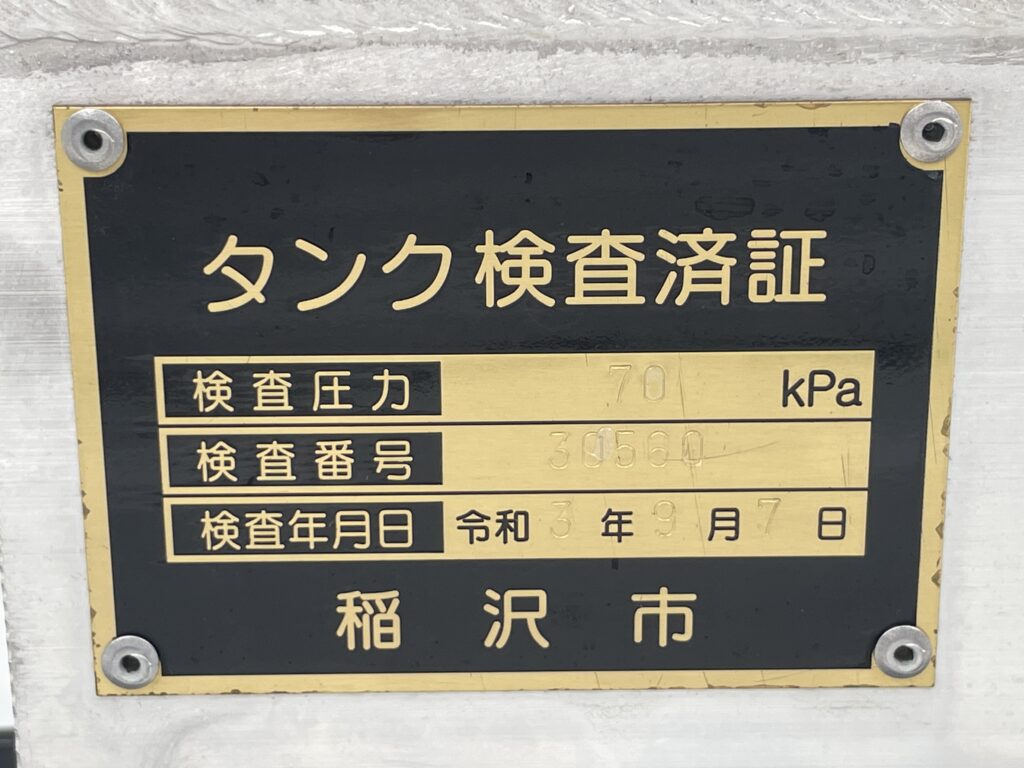 タンク検査済証
検査圧力 70 kPa
検査番号 30560
検査年月日 令和 3 年 9 月 7 日
稲沢市